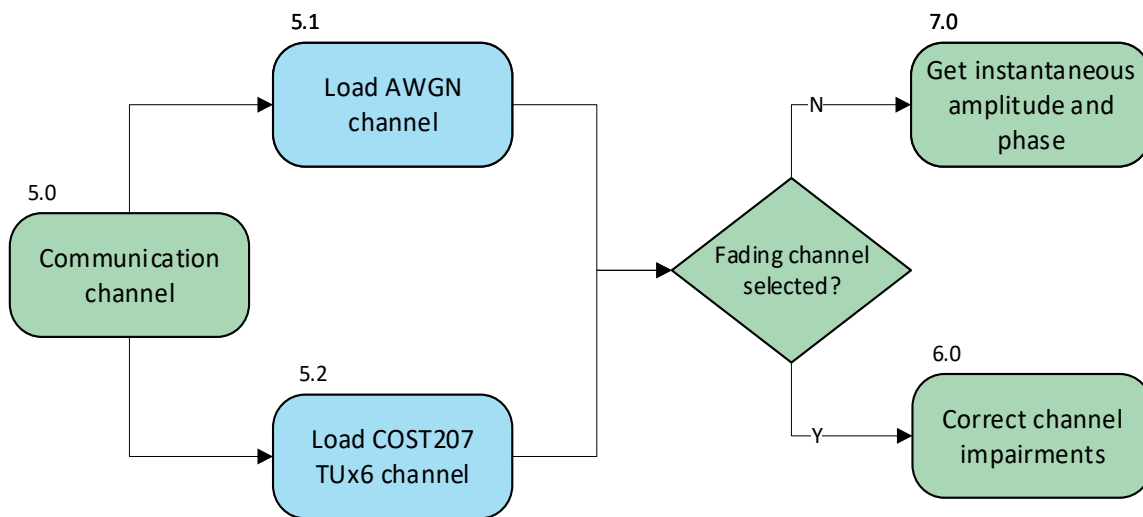 5.0
Communication
channel
5.1
Load AWGN
channel
5.2
Load COST207
TUx6 channel
Fading channel
selected?
N
Y
7.0
Get instantaneous
amplitude and
phase
6.0
Correct channel
impairments